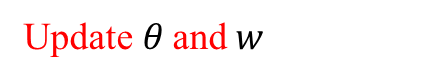 Update 𝜃 and 𝑤